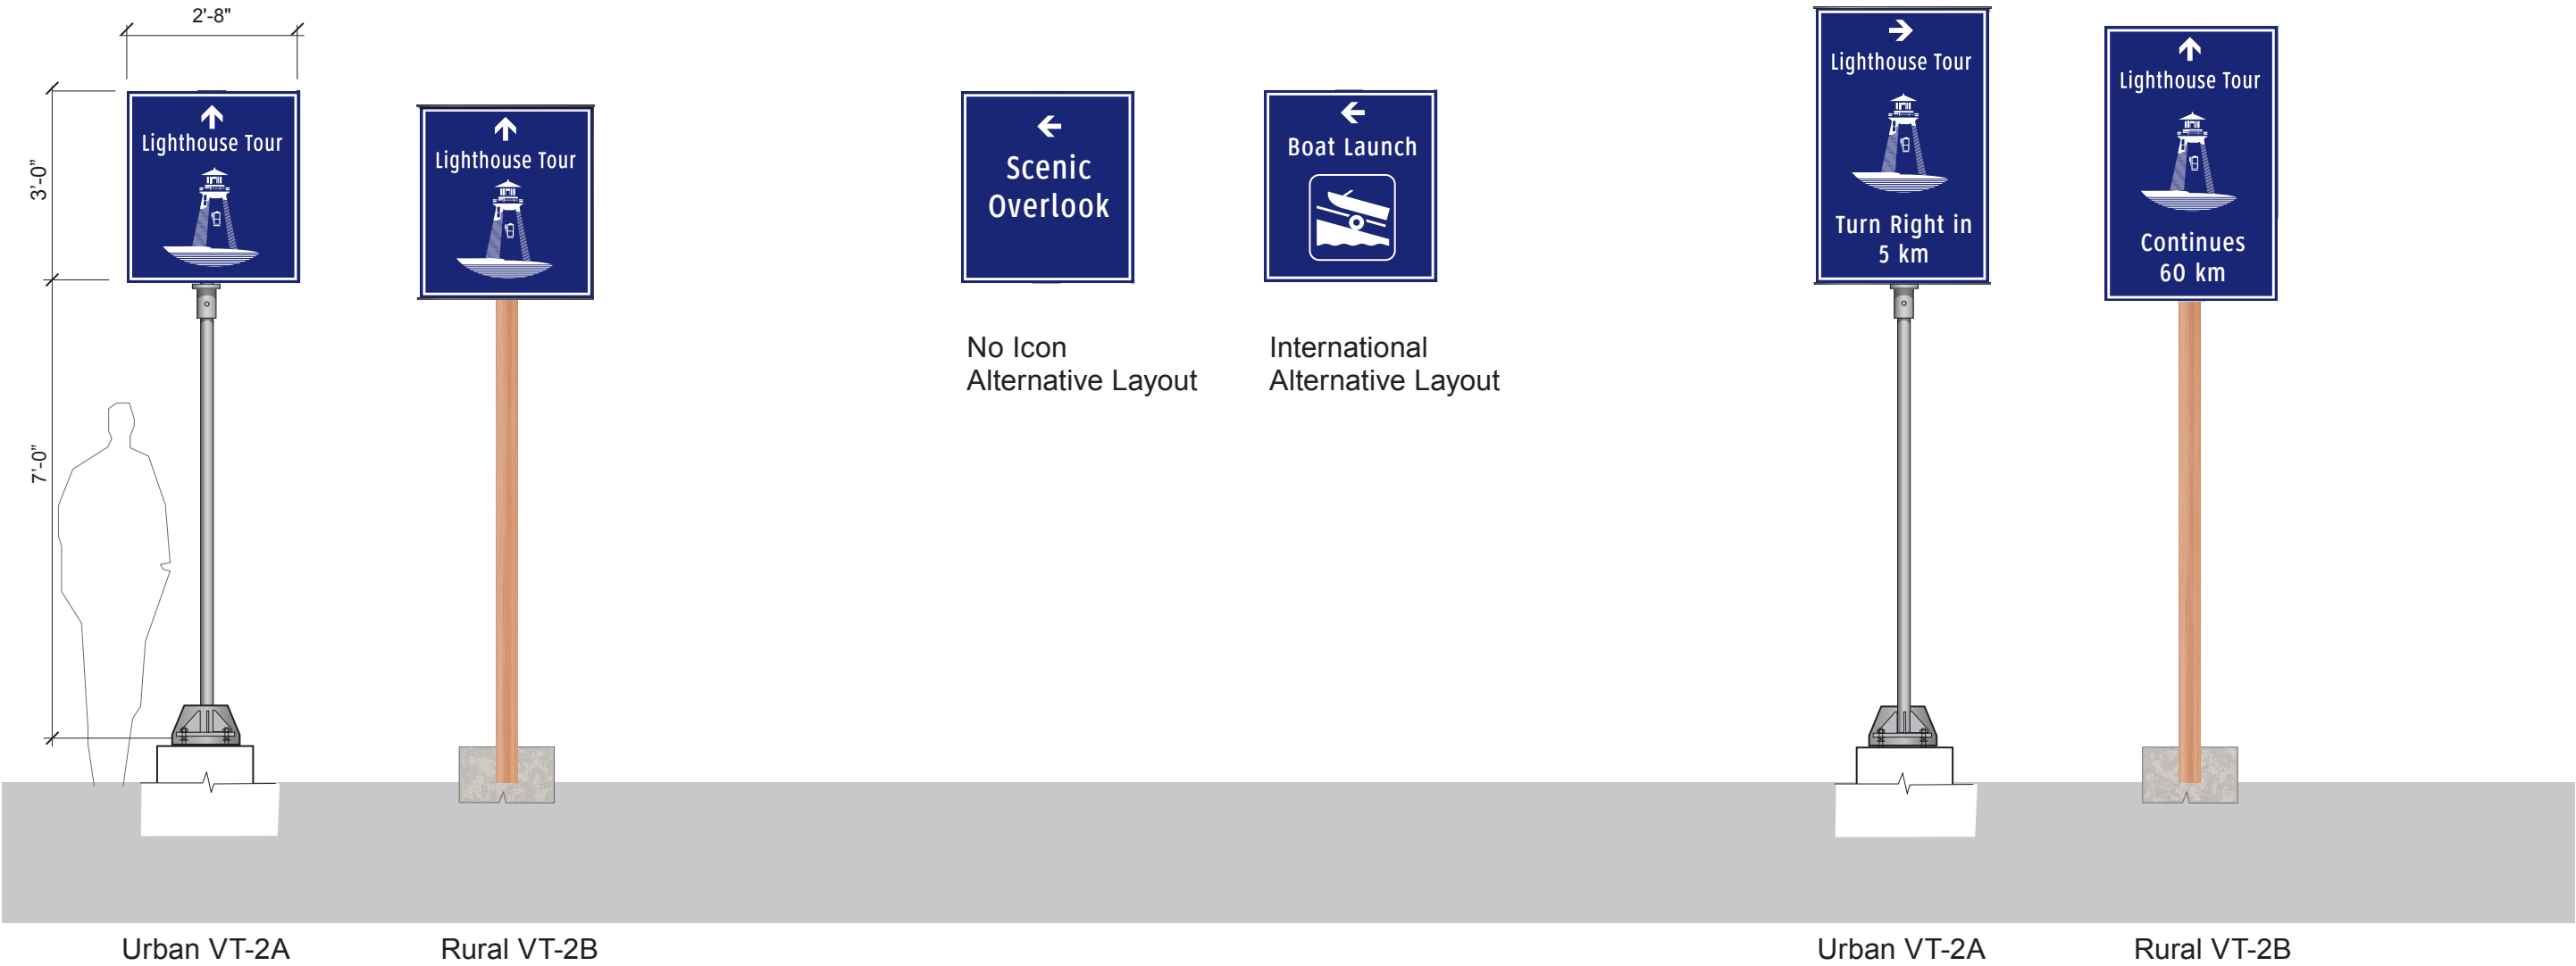 2'-8"
3'-0"
7'-0"
Lighthouse Tour
Lighthouse Tour
Scenic
Overlook
No Icon
Alternative Layout
Boat Launch
International
Alternative Layout
Lighthouse Tour
Turn Right in
5 km
Lighthouse Tour
Continues
60 km
Urban VT-2A
Rural VT-2B
Urban VT-2A
Rural VT-2B